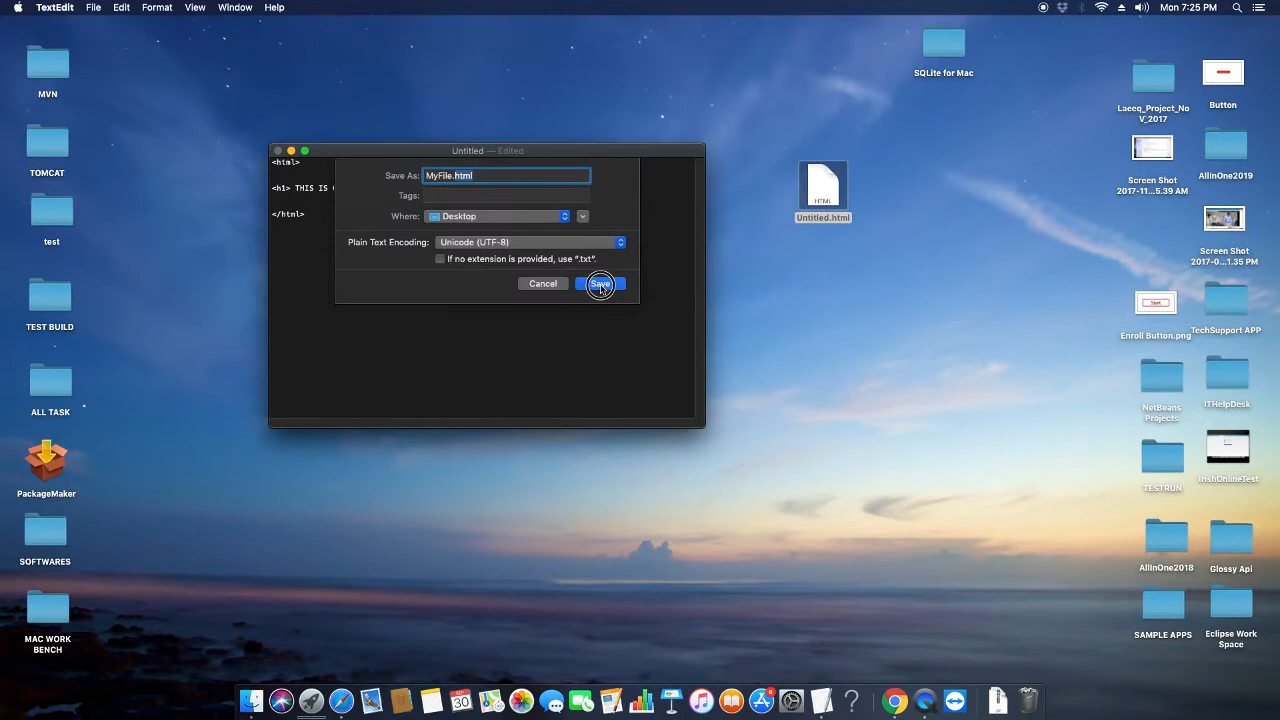 TextEdit File Edit Format View Window Help Mon 7:25 PM
MVN
TOMCAT
test
TEST BUILD
ALL TASK
PackageMaker
SOFTWARES
MAC WORK
BENCH
Untitled — Edited
<html>
<h1> THIS IS
</html>
Save As: MyFile.html
Tags:
Where: Desktop
Plain Text Encoding: Unicode (UTF-8)
If no extension is provided, use “.txt”.
Cancel Save
HTML
Untitled.html
SQLite for Mac
Laeeq_Project_No
V_2017
Button
Screen Shot
2017-11...5.39 AM
AllInOne2019
Screen Shot
2017-0...1.35 PM
Start
Enroll Button.png
TechSupport APP
NetBeans
Projects
ITHelpDesk
TESTRUN
InshOnlineTest
AllInOne2018
Glossy Api
SAMPLE APPS
Eclipse Work
Space
30